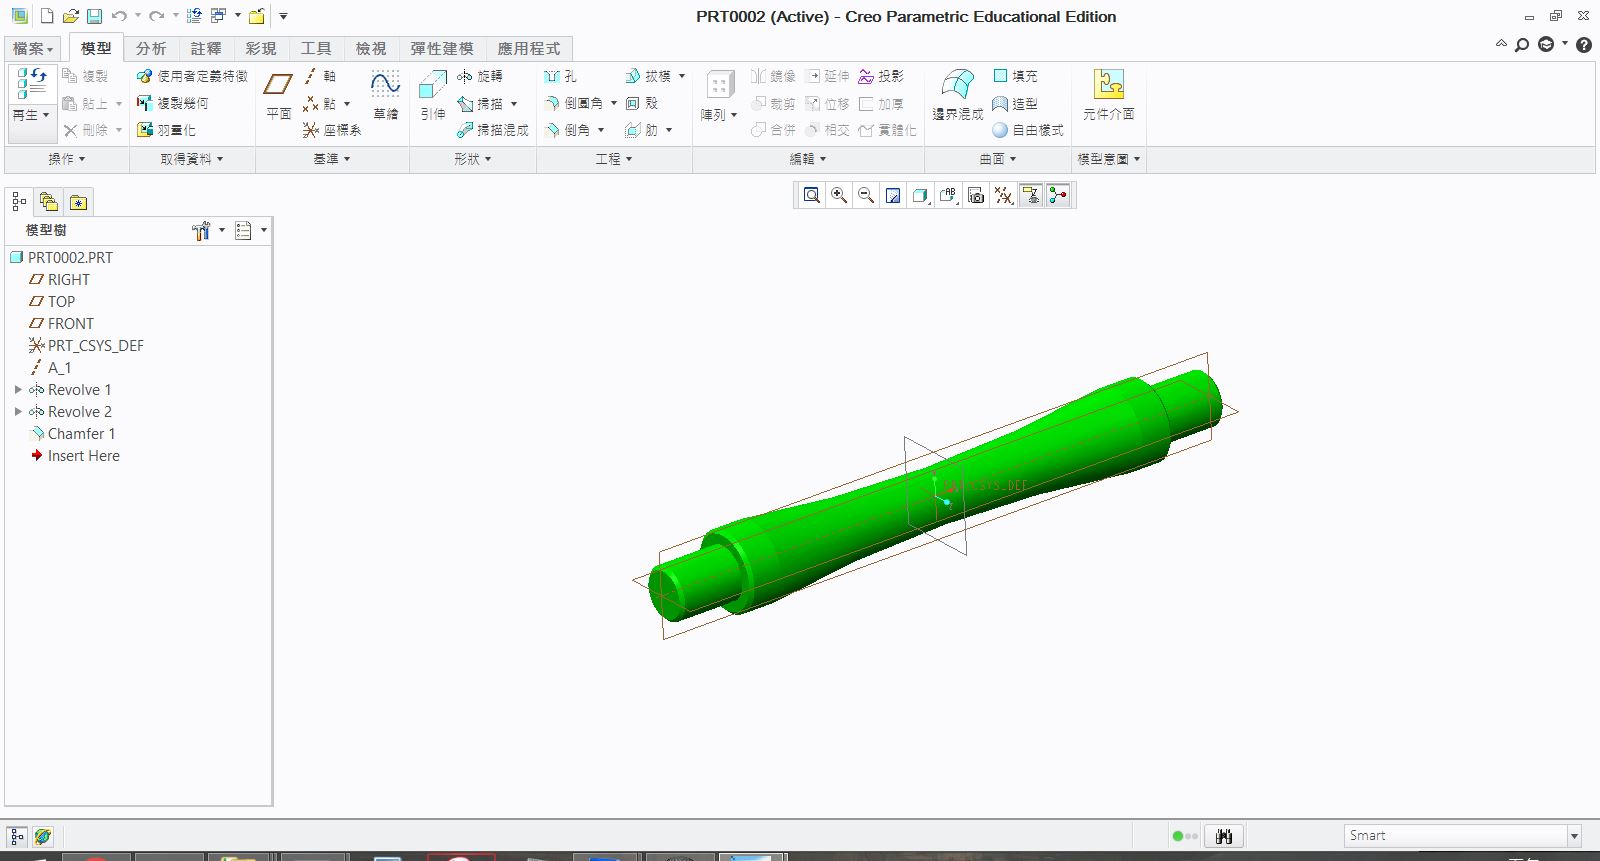 PRT0002 (Active) - Creo Parametric Educational Edition
檔案 模型 分析 註釋 彩現 工具 檢視 彈性建模 應用程式
再生 複製 貼上 刪除
使用者定義特徵 複製幾何 羽量化
平面 軸 點 座標系 草繪
引伸 旋轉 掃描 掃描混成
孔 倒圓角 倒角 拔模 殼 肋
陣列 鏡像 延伸 投影
裁剪 位移 加厚
合併 相交 實體化
邊界混成 填充 造型 自由樣式
元件介面
操作 取得資料 基準 形狀 工程 編輯 曲面 模型意圖
模型樹
PRT0002.PRT
RIGHT
TOP
FRONT
PRT_CSYS_DEF
A_1
Revolve 1
Revolve 2
Chamfer 1
Insert Here
Smart